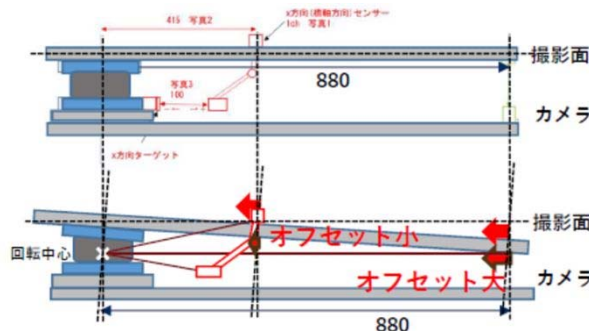 415 写真2
x方向(橋軸方向)センサー
1ch 写真1
撮影面
880
写真3
100
カメラ
x方向ターゲット
撮影面
オフセット小
回転中心
カメラ
オフセット大
880